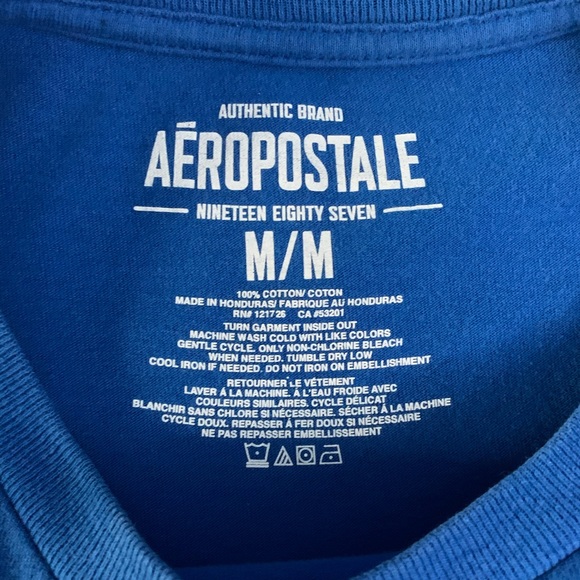 AUTHENTIC BRAND
AÉROPOSTALE
NINETEEN EIGHTY SEVEN
M/M
100% COTTON/ COTON
MADE IN HONDURAS/ FABRIQUE AU HONDURAS
RN# 121726 CA #53201
TURN GARMENT INSIDE OUT
MACHINE WASH COLD WITH LIKE COLORS
GENTLE CYCLE. ONLY NON-CHLORINE BLEACH
WHEN NEEDED. TUMBLE DRY LOW
COOL IRON IF NEEDED. DO NOT IRON ON EMBELLISHMENT
RETOURNER LE VÊTEMENT
LAVER À LA MACHINE. À L'EAU FROIDE AVEC
COULEURS SIMILAIRES. CYCLE DÉLICAT
BLANCHIR SANS CHLORE SI NÉCESSAIRE. SÉCHER À LA MACHINE
CYCLE DOUX. REPASSER À FER DOUX SI NÉCESSAIRE
NE PAS REPASSER EMBELLISSEMENT